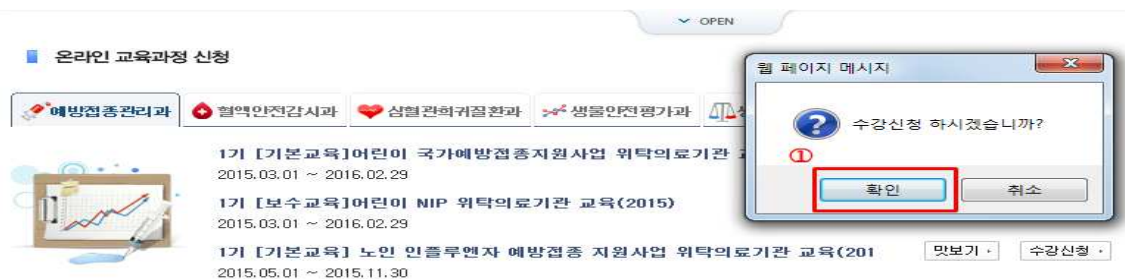 OPEN
온라인 교육과정 신청
웹 페이지 메시지
예방접종관리과
혈액안전감시과
심혈관희귀질환과
생물안전평가과
수강신청 하시겠습니까?
①
확인
취소
1기 [기본교육]어린이 국가예방접종지원사업 위탁의료기관
2015.03.01 ~ 2016.02.29
1기 [보수교육]어린이 NIP 위탁의료기관 교육(2015)
2015.03.01 ~ 2016.02.29
1기 [기본교육] 노인 인플루엔자 예방접종 지원사업 위탁의료기관 교육(201
맛보기
수강신청
2015.05.01 ~ 2015.11.30